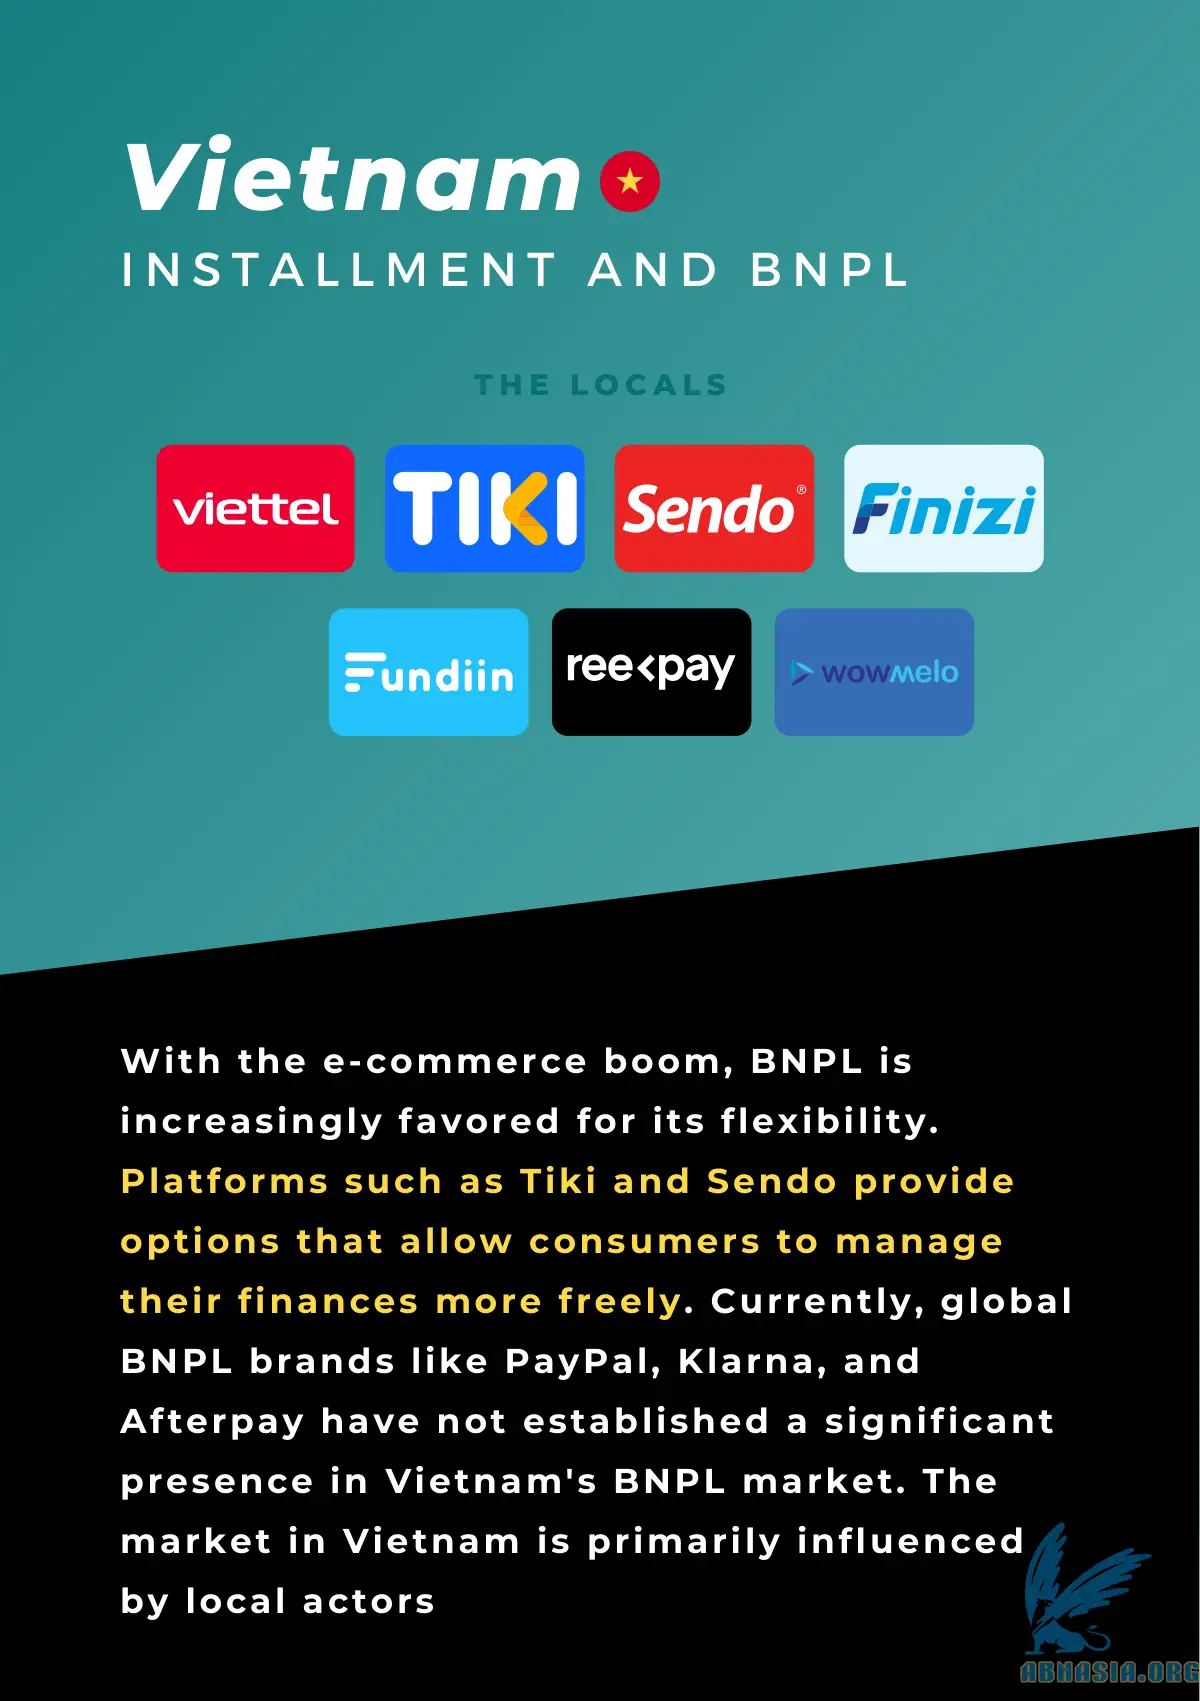 Vietnam
INSTALLMENT AND BNPL
THE LOCALS
viettel
TIKI
Sendo®
Finizi
Fundiin
ree<pay
wowmelo
With the e-commerce boom, BNPL is
increasingly favored for its flexibility.
Platforms such as Tiki and Sendo provide
options that allow consumers to manage
their finances more freely. Currently, global
BNPL brands like PayPal, Klarna, and
Afterpay have not established a significant
presence in Vietnam's BNPL market. The
market in Vietnam is primarily influenced
by local actors
ABNASIA.ORG